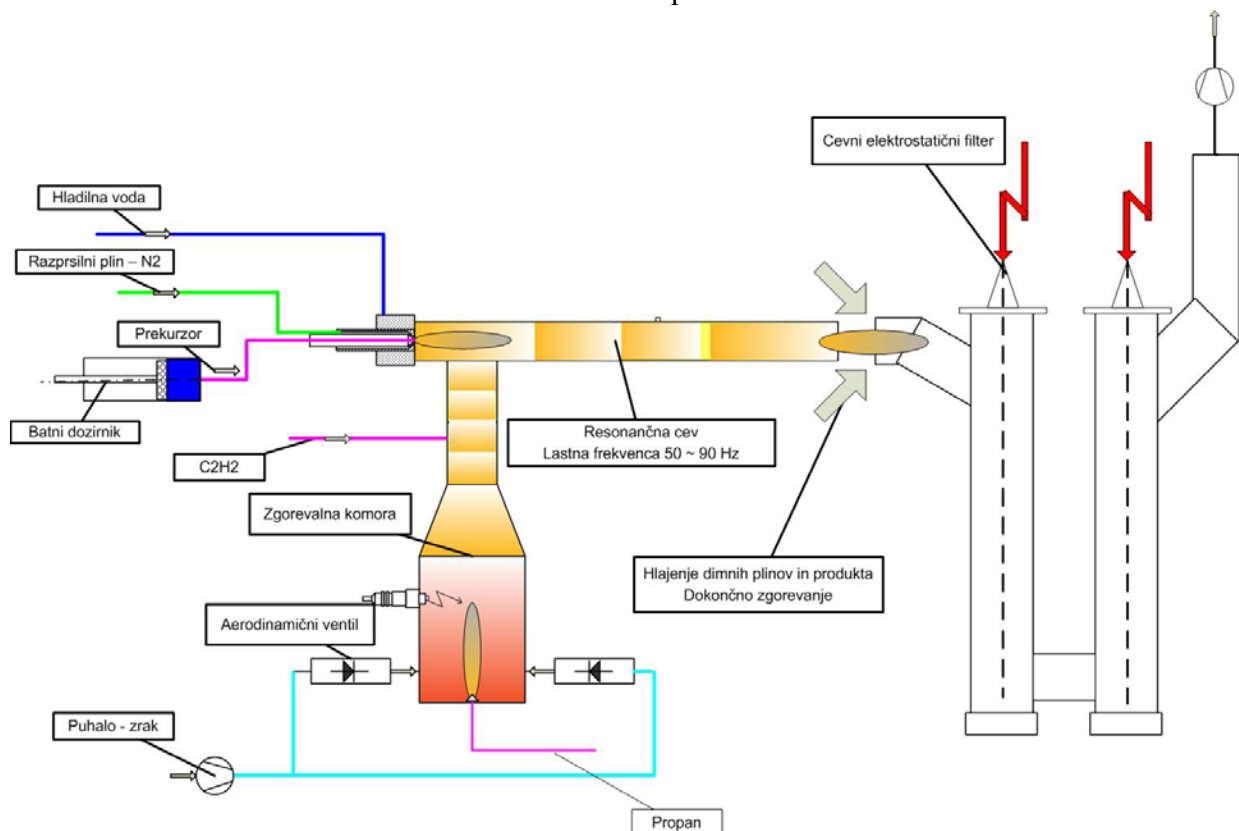 Cevni elektrostatični filter
Hladilna voda
Razprsilni plin – N2
Prekurzor
Batni dozirnik
C2H2
Resonančna cev
Lastna frekvenca 50 ~ 90 Hz
Zgorevalna komora
Hlajenje dimnih plinov in produkta
Dokončno zgorevanje
Aerodinamični ventil
Puhalo - zrak
Propan